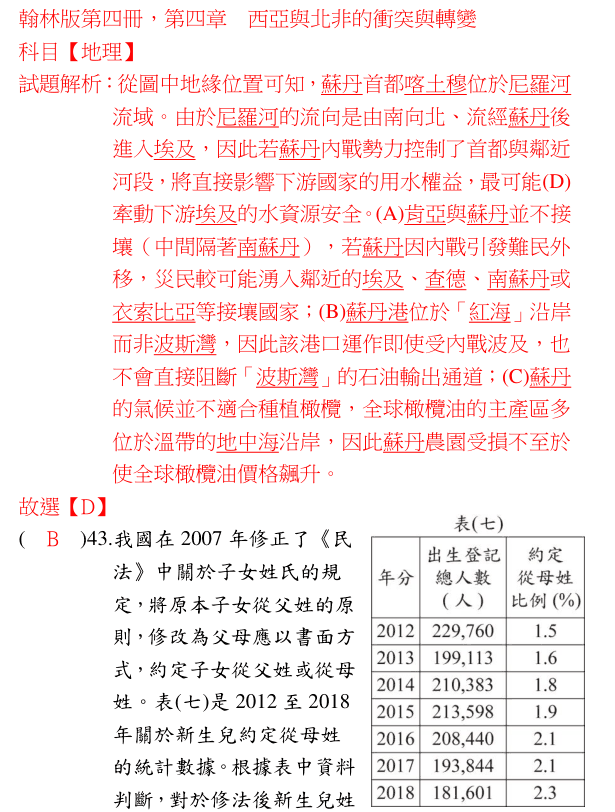 翰林版第四冊，第四章　西亞與北非的衝突與轉變
科目【地理】
試題解析：從圖中地緣位置可知，蘇丹首都喀土穆位於尼羅河
流域。由於尼羅河的流向是由南向北、流經蘇丹後
進入埃及，因此若蘇丹內戰勢力控制了首都與鄰近
河段，將直接影響下游國家的用水權益，最可能(D)
牽動下游埃及的水資源安全。(A)肯亞與蘇丹並不接
壤（中間隔著南蘇丹），若蘇丹因內戰引發難民外
移，災民較可能湧入鄰近的埃及、查德、南蘇丹或
衣索比亞等接壤國家；(B)蘇丹港位於「紅海」沿岸
而非波斯灣，因此該港口運作即使受內戰波及，也
不會直接阻斷「波斯灣」的石油輸出通道；(C)蘇丹
的氣候並不適合種植橄欖，全球橄欖油的主產區多
位於溫帶的地中海沿岸，因此蘇丹農園受損不至於
使全球橄欖油價格飆升。
故選【D】
(　B　)43.我國在 2007 年修正了《民
法》中關於子女姓氏的規
定，將原本子女從父姓的原
則，修改為父母應以書面方
式，約定子女從父姓或從母
姓。表(七)是 2012 至 2018
年關於新生兒約定從母姓
的統計數據。根據表中資料
判斷，對於修法後新生兒姓
表(七)
年分　出生登記總人數(人)　約定從母姓比例(%)
2012　229,760　1.5
2013　199,113　1.6
2014　210,383　1.8
2015　213,598　1.9
2016　208,440　2.1
2017　193,844　2.1
2018　181,601　2.3